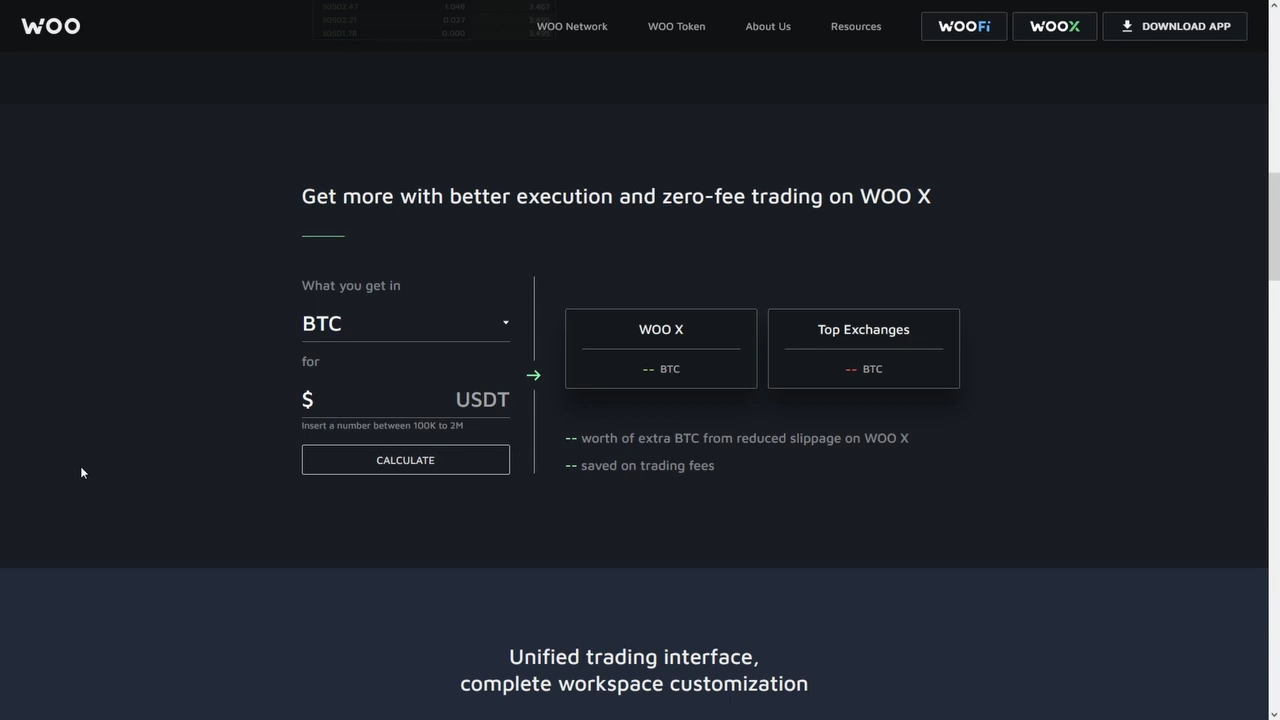 WOO
WOO Network
WOO Token
About Us
Resources
WOOFi
WOOX
DOWNLOAD APP
Get more with better execution and zero-fee trading on WOO X
What you get in
BTC
for
$ USDT
Insert a number between 100K to 2M
CALCULATE
WOO X
-- BTC
Top Exchanges
-- BTC
-- worth of extra BTC from reduced slippage on WOO X
-- saved on trading fees
Unified trading interface,
complete workspace customization